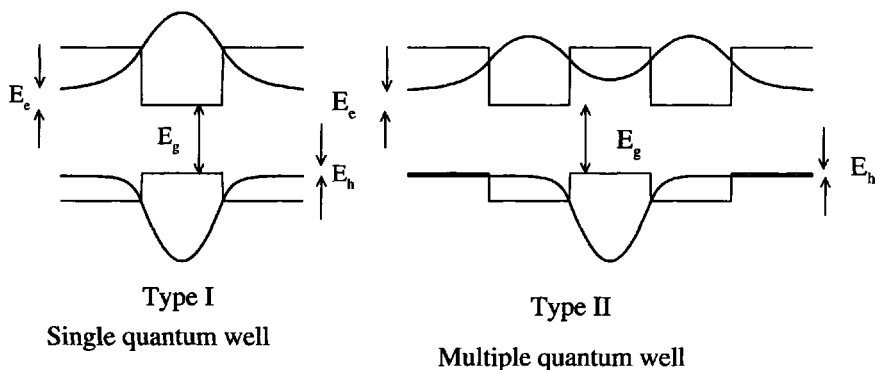 E_e
E_g
E_h
Type I
Single quantum well
E_e
E_g
E_h
Type II
Multiple quantum well